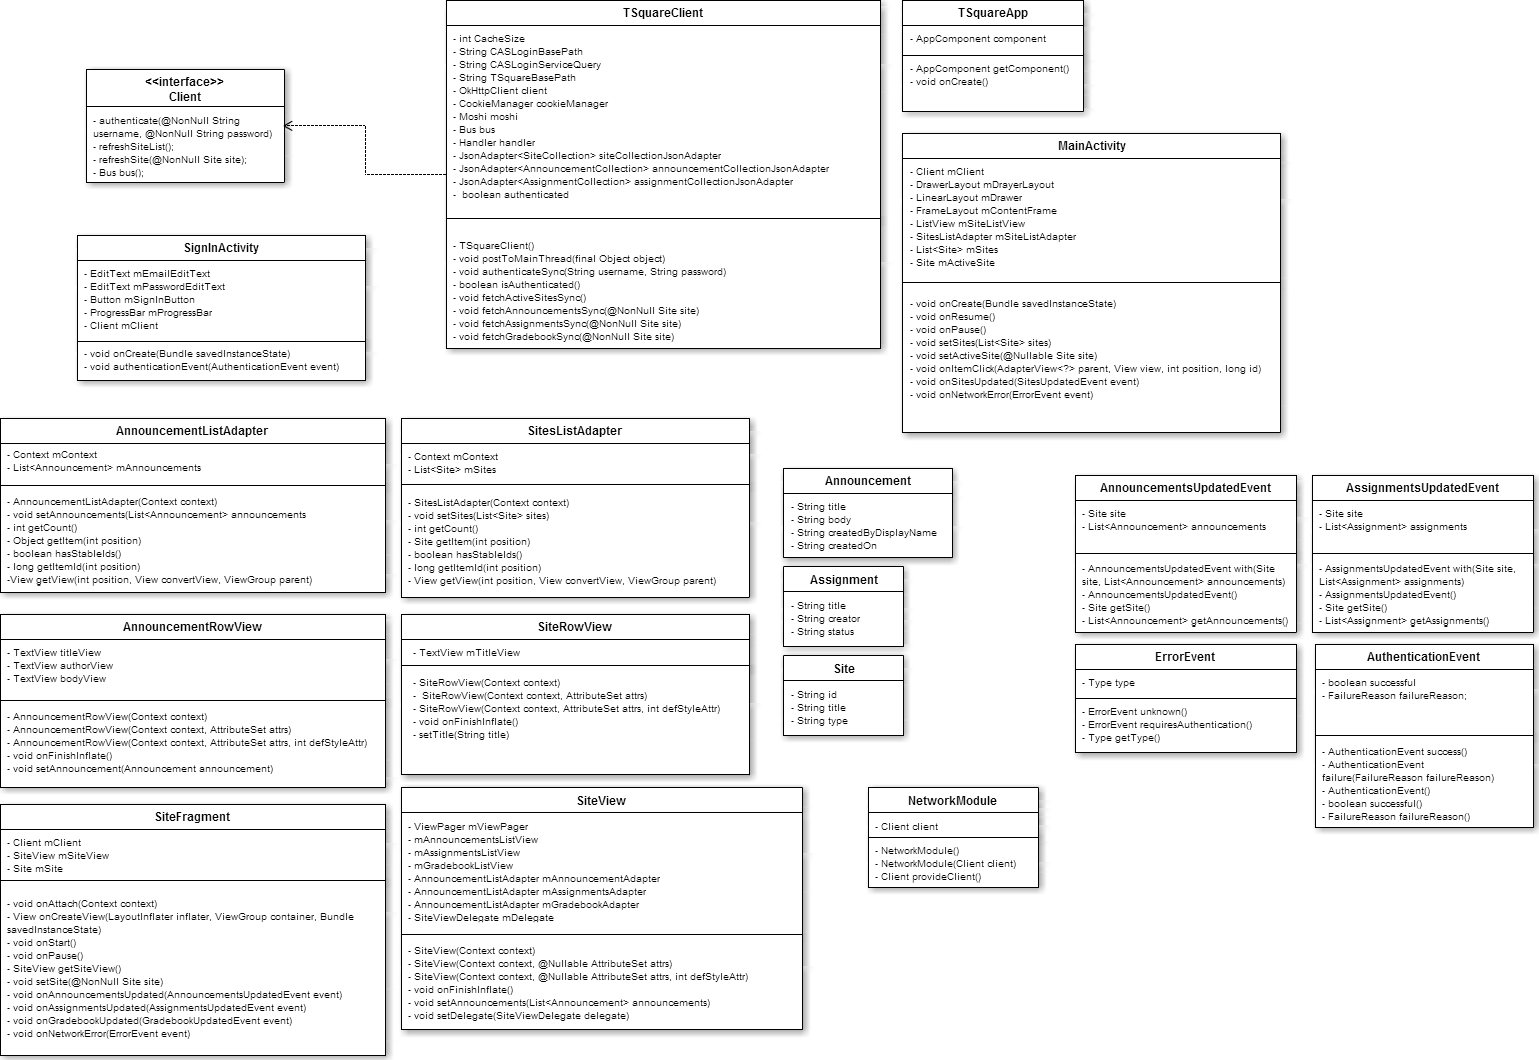 TSquareClient
- int CacheSize
- String CASLoginBasePath
- String CASLoginServiceQuery
- String TSquareBasePath
- OkHttpClient client
- CookieManager cookieManager
- Moshi moshi
- Bus bus
- Handler handler
- JsonAdapter<SiteCollection> siteCollectionJsonAdapter
- JsonAdapter<AnnouncementCollection> announcementCollectionJsonAdapter
- JsonAdapter<AssignmentCollection> assignmentCollectionJsonAdapter
- boolean authenticated
- TSquareClient()
- void postToMainThread(final Object object)
- void authenticateSync(String username, String password)
- boolean isAuthenticated()
- void fetchActiveSitesSync()
- void fetchAnnouncementsSync(@NonNull Site site)
- void fetchAssignmentsSync(@NonNull Site site)
- void fetchGradebookSync(@NonNull Site site)
TSquareApp
- AppComponent component
- AppComponent getComponent()
- void onCreate()
<<interface>>
Client
- authenticate(@NonNull String
username, @NonNull String password)
- refreshSiteList();
- refreshSite(@NonNull Site site);
- Bus bus();
MainActivity
- Client mClient
- DrawerLayout mDrayerLayout
- LinearLayout mDrawer
- FrameLayout mContentFrame
- ListView mSiteListView
- SitesListAdapter mSiteListAdapter
- List<Site> mSites
- Site mActiveSite
- void onCreate(Bundle savedInstanceState)
- void onResume()
- void onPause()
- void setSites(List<Site> sites)
- void setActiveSite(@Nullable Site site)
- void onItemClick(AdapterView<?> parent, View view, int position, long id)
- void onSitesUpdated(SitesUpdatedEvent event)
- void onNetworkError(ErrorEvent event)
SignInActivity
- EditText mEmailEditText
- EditText mPasswordEditText
- Button mSignInButton
- ProgressBar mProgressBar
- Client mClient
- void onCreate(Bundle savedInstanceState)
- void authenticationEvent(AuthenticationEvent event)
AnnouncementListAdapter
- Context mContext
- List<Announcement> mAnnouncements
- AnnouncementListAdapter(Context context)
- void setAnnouncements(List<Announcement> announcements
- int getCount()
- Object getItem(int position)
- boolean hasStableIds()
- long getItemId(int position)
-View getView(int position, View convertView, ViewGroup parent)
SitesListAdapter
- Context mContext
- List<Site> mSites
- SitesListAdapter(Context context)
- void setSites(List<Site> sites)
- int getCount()
- Site getItem(int position)
- boolean hasStableIds()
- long getItemId(int position)
- View getView(int position, View convertView, ViewGroup parent)
Announcement
- String title
- String body
- String createdByDisplayName
- String createdOn
AnnouncementsUpdatedEvent
- Site site
- List<Announcement> announcements
- AnnouncementsUpdatedEvent with(Site
site, List<Announcement> announcements)
- AnnouncementsUpdatedEvent()
- Site getSite()
- List<Announcement> getAnnouncements()
AssignmentsUpdatedEvent
- Site site
- List<Assignment> assignments
- AssignmentsUpdatedEvent with(Site site,
List<Assignment> assignments)
- AssignmentsUpdatedEvent()
- Site getSite()
- List<Assignment> getAssignments()
Assignment
- String title
- String creator
- String status
AnnouncementRowView
- TextView titleView
- TextView authorView
- TextView bodyView
- AnnouncementRowView(Context context)
- AnnouncementRowView(Context context, AttributeSet attrs)
- AnnouncementRowView(Context context, AttributeSet attrs, int defStyleAttr)
- void onFinishInflate()
- void setAnnouncement(Announcement announcement)
SiteRowView
- TextView mTitleView
- SiteRowView(Context context)
- SiteRowView(Context context, AttributeSet attrs)
- SiteRowView(Context context, AttributeSet attrs, int defStyleAttr)
- void onFinishInflate()
- setTitle(String title)
Site
- String id
- String title
- String type
ErrorEvent
- Type type
- ErrorEvent unknown()
- ErrorEvent requiresAuthentication()
- Type getType()
AuthenticationEvent
- boolean successful
- FailureReason failureReason;
- AuthenticationEvent success()
- AuthenticationEvent
failure(FailureReason failureReason)
- AuthenticationEvent()
- boolean successful()
- FailureReason failureReason()
SiteFragment
- Client mClient
- SiteView mSiteView
- Site mSite
- void onAttach(Context context)
- View onCreateView(LayoutInflater inflater, ViewGroup container, Bundle
savedInstanceState)
- void onStart()
- void onPause()
- SiteView getSiteView()
- void setSite(@NonNull Site site)
- void onAnnouncementsUpdated(AnnouncementsUpdatedEvent event)
- void onAssignmentsUpdated(AssignmentsUpdatedEvent event)
- void onGradebookUpdated(GradebookUpdatedEvent event)
- void onNetworkError(ErrorEvent event)
SiteView
- ViewPager mViewPager
- mAnnouncementsListView
- mAssignmentsListView
- mGradebookListView
- AnnouncementListAdapter mAnnouncementAdapter
- AnnouncementListAdapter mAssignmentsAdapter
- AnnouncementListAdapter mGradebookAdapter
- SiteViewDelegate mDelegate
- SiteView(Context context)
- SiteView(Context context, @Nullable AttributeSet attrs)
- SiteView(Context context, @Nullable AttributeSet attrs, int defStyleAttr)
- void onFinishInflate()
- void setAnnouncements(List<Announcement> announcements)
- void setDelegate(SiteViewDelegate delegate)
NetworkModule
- Client client
- NetworkModule()
- NetworkModule(Client client)
- Client provideClient()